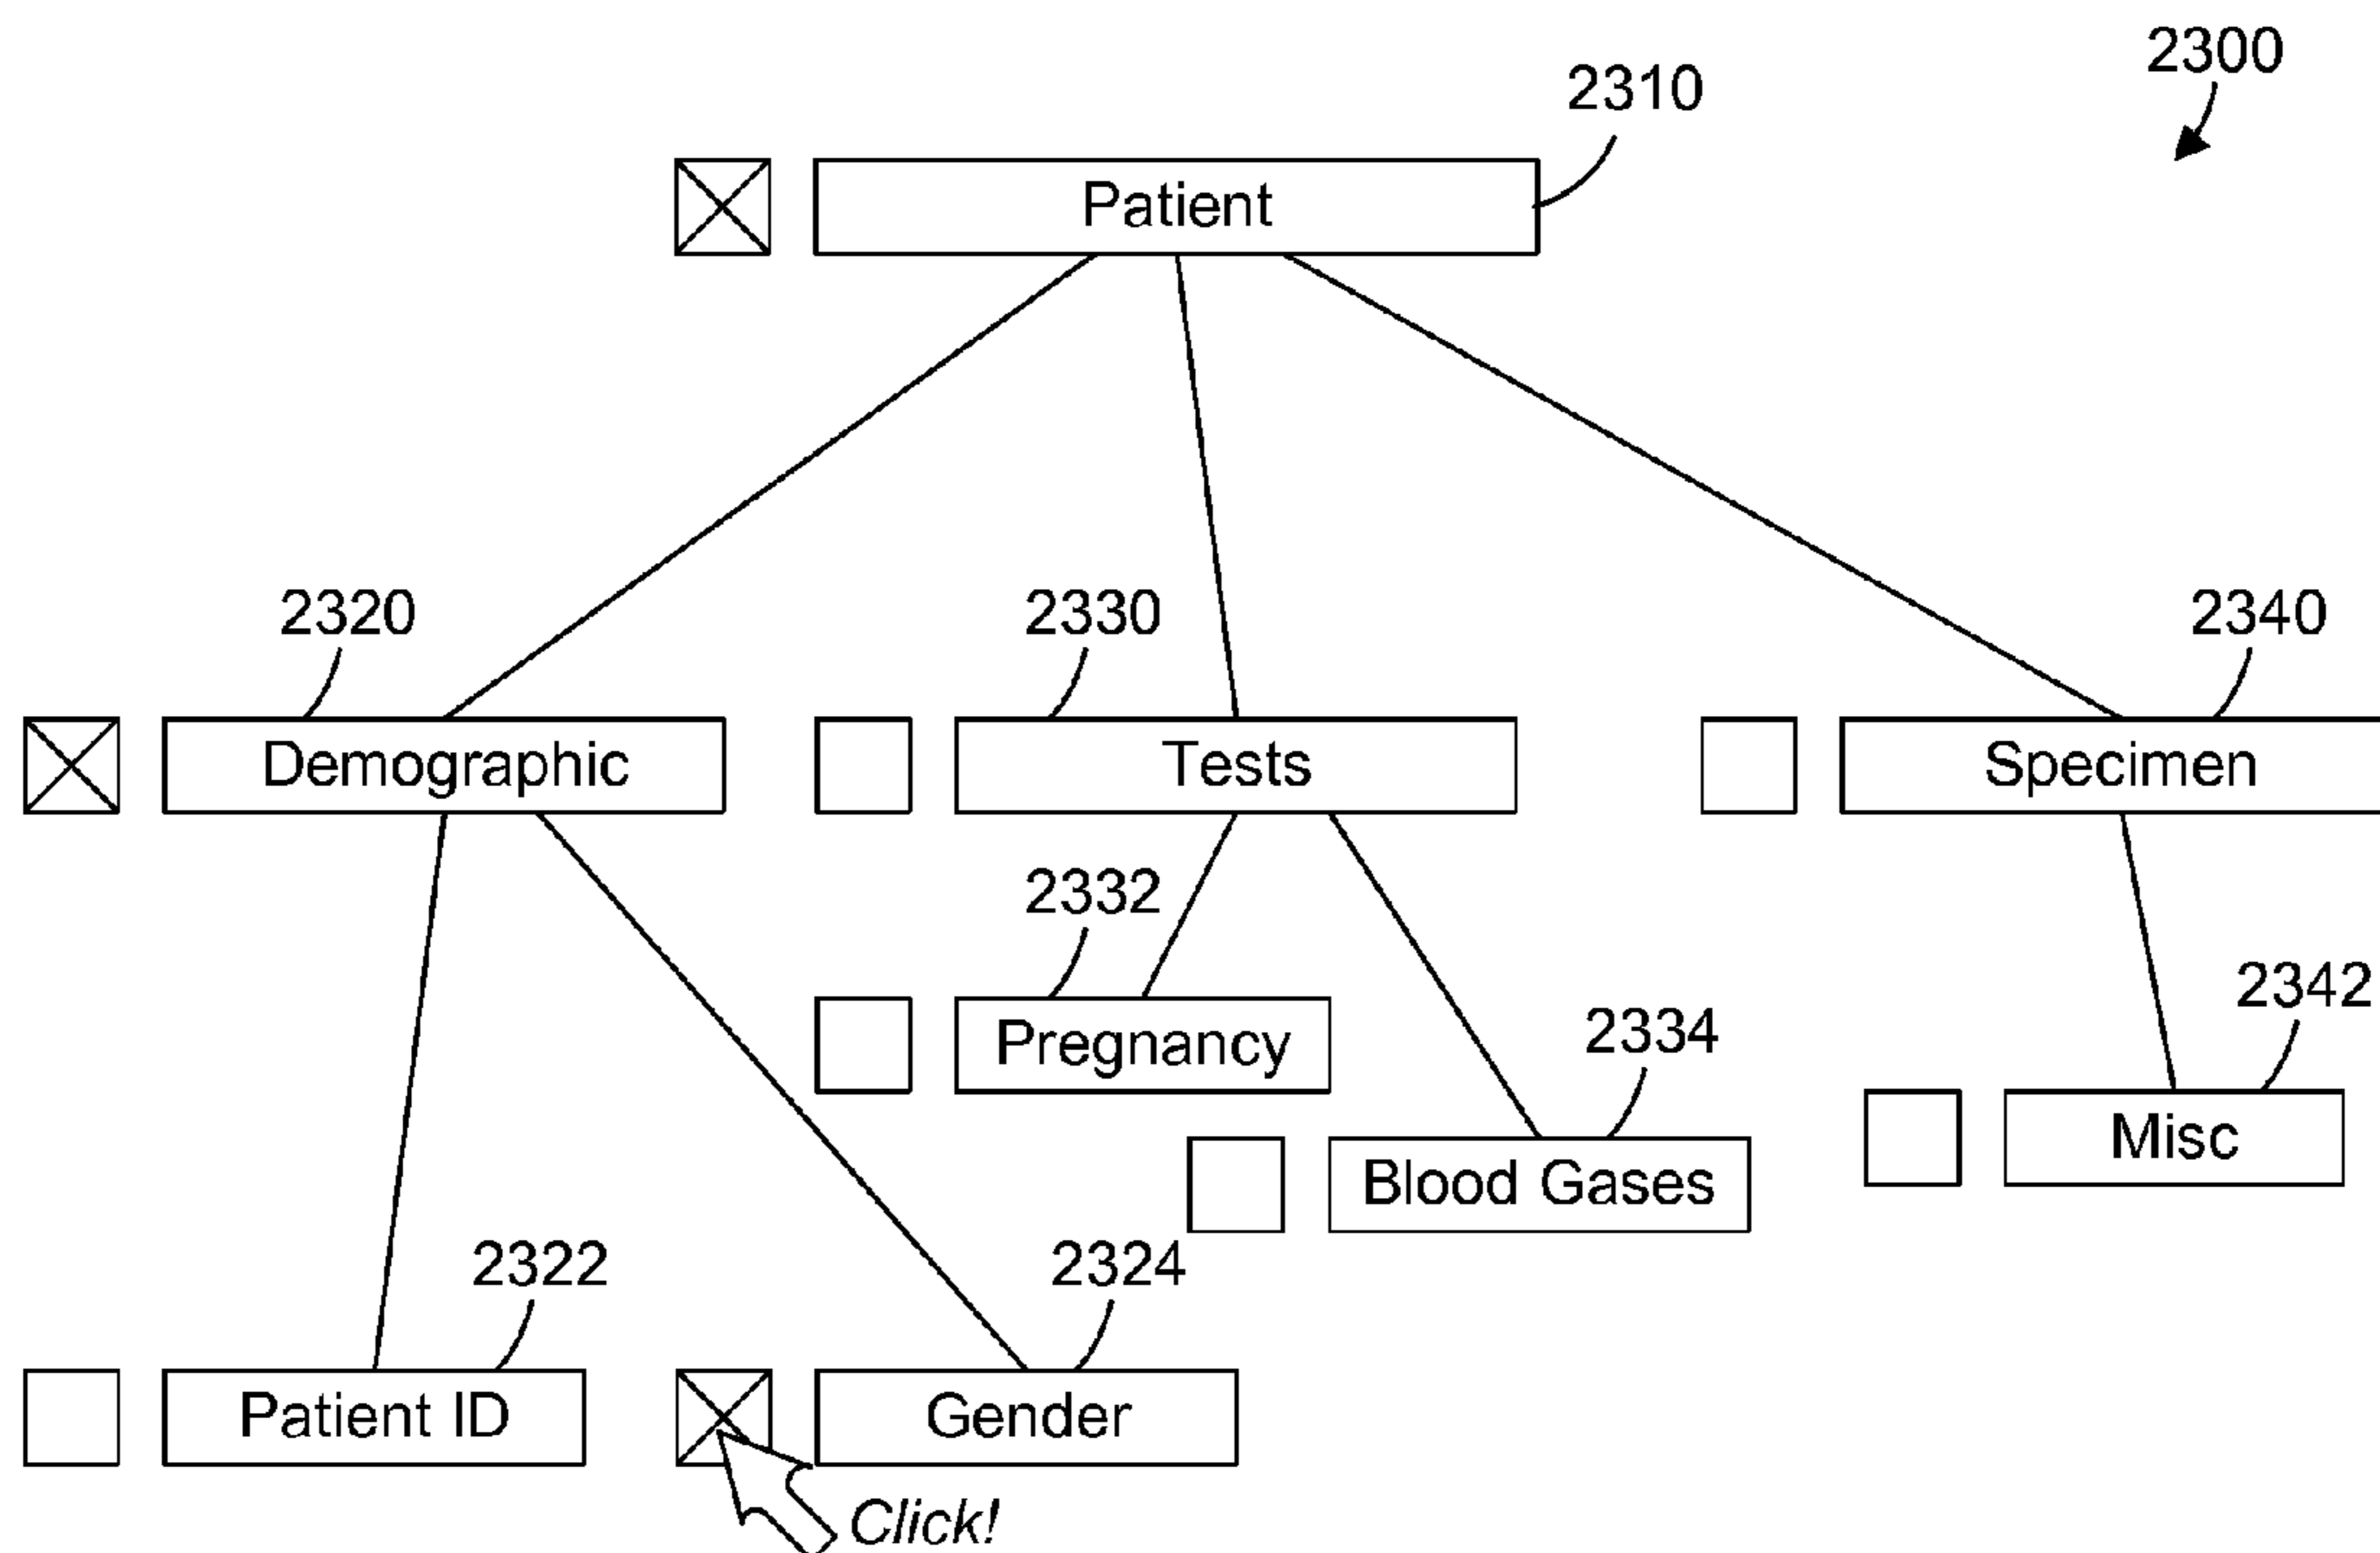 2300
2310
Patient
2320
2330
2340
Demographic
Tests
Specimen
2332
2334
2342
Pregnancy
Misc
Blood Gases
2322
2324
Patient ID
Gender
Click!